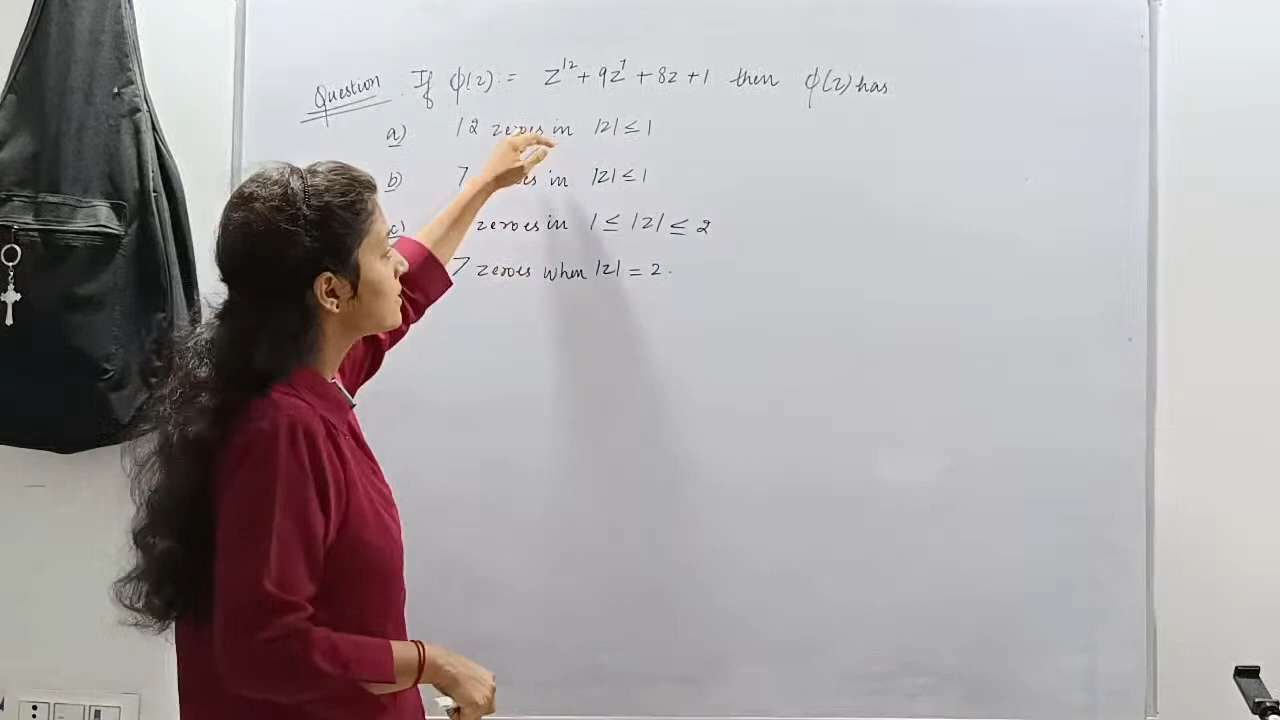 Question If ϕ(z) = z¹² + 9z⁷ + 8z + 1 then ϕ(z) has
a) 12 zeroes in |z| ≤ 1
b) 7 in |z| ≤ 1
c) zeroes in 1 ≤ |z| ≤ 2
7 zeroes when |z| = 2.